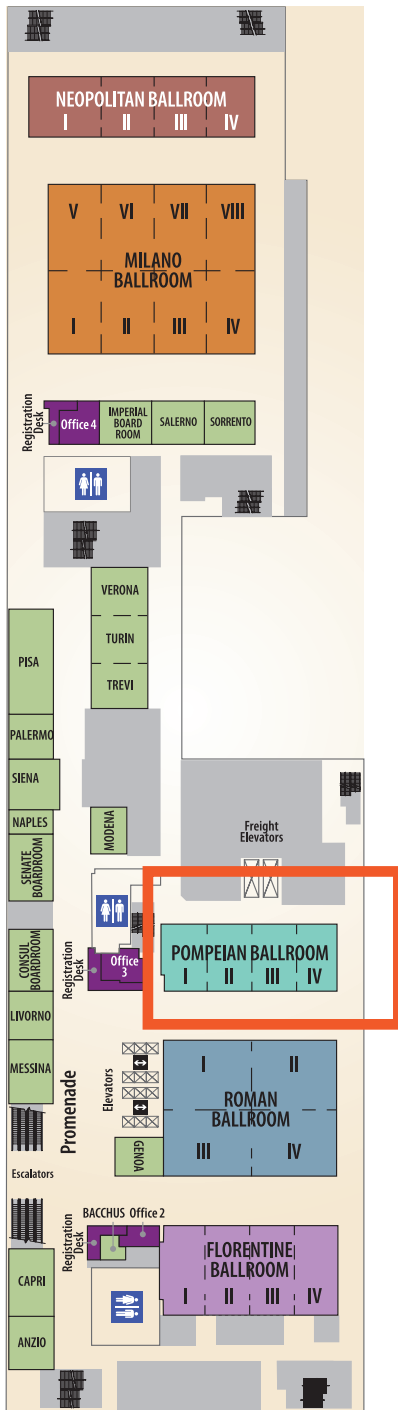 NEOPOLITAN BALLROOM
I II III IV
V VI VII VIII
MILANO
BALLROOM
I II III IV
Registration
Desk
Office 4
IMPERIAL
BOARD
ROOM
SALERNO
SORRENTO
VERONA
TURIN
TREVI
PISA
PALERMO
SIENA
NAPLES
SENATE
BOARDROOM
MODENA
Freight
Elevators
CONSUL
BOARDROOM
Registration
Desk
Office
3
POMPEIAN BALLROOM
I II III IV
LIVORNO
MESSINA
Promenade
Elevators
I II
ROMAN
BALLROOM
III IV
GENOA
Escalators
BACCHUS Office 2
Registration
Desk
FLORENTINE
BALLROOM
I II III IV
CAPRI
ANZIO